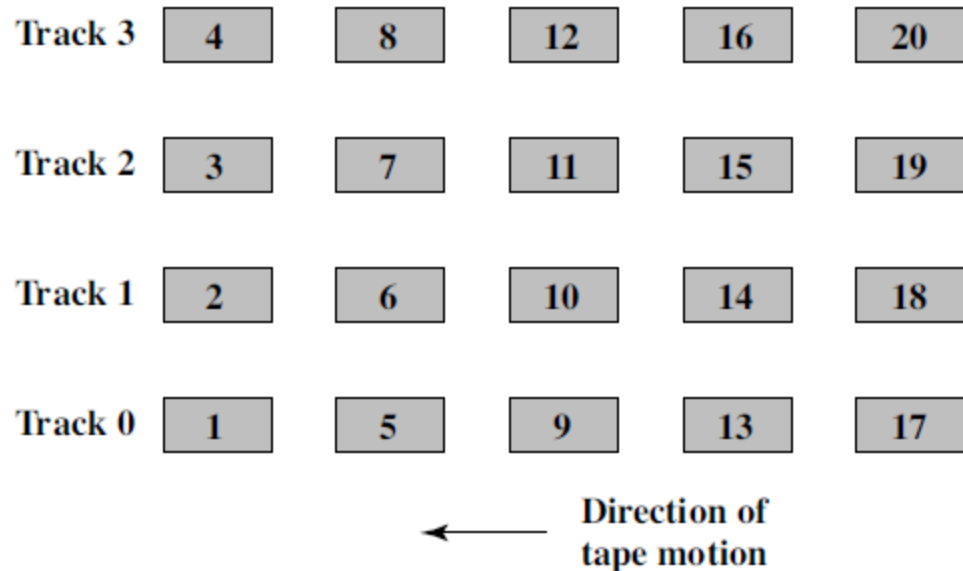 Track 3 4 8 12 16 20
Track 2 3 7 11 15 19
Track 1 2 6 10 14 18
Track 0 1 5 9 13 17
Direction of
tape motion